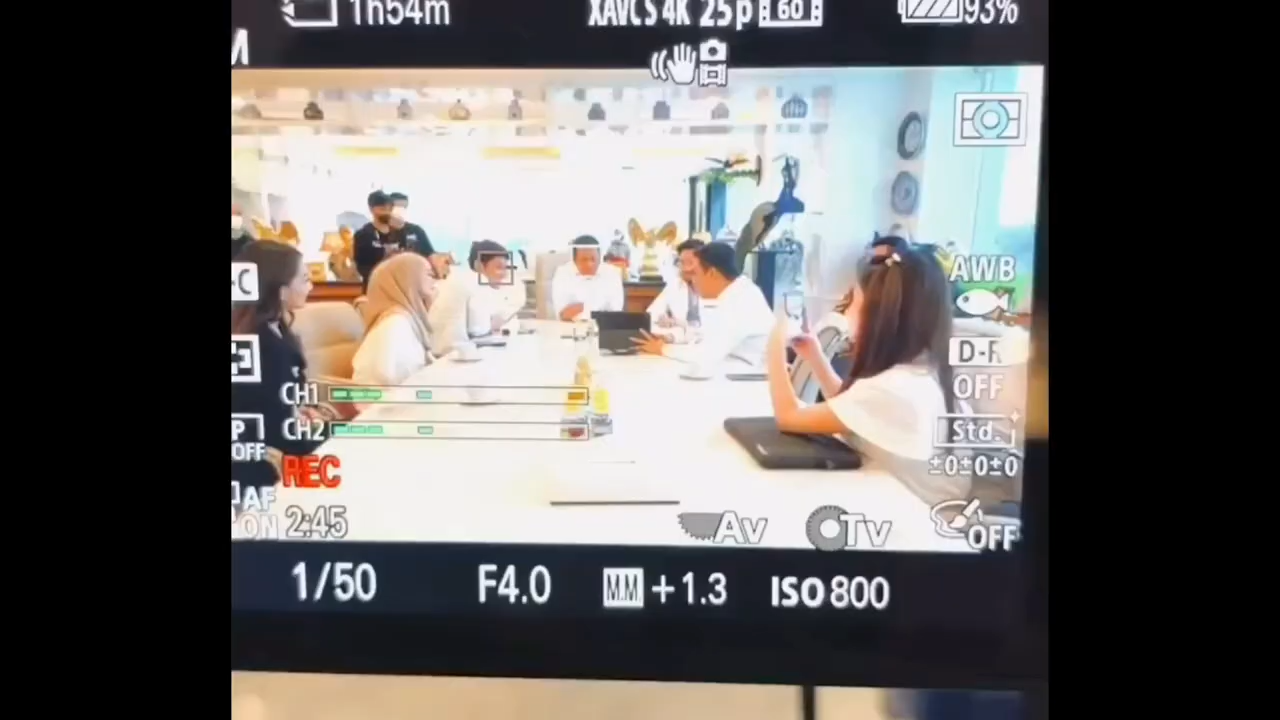 1h54m
XAVC S 4K 25p 60
93%
M
AWB
D-R
OFF
CH1
CH2
P
OFF
Std.
REC
±0±0±0
AF
ON
2:45
Av
Tv
OFF
1/50
F4.0
M.M +1.3
ISO 800